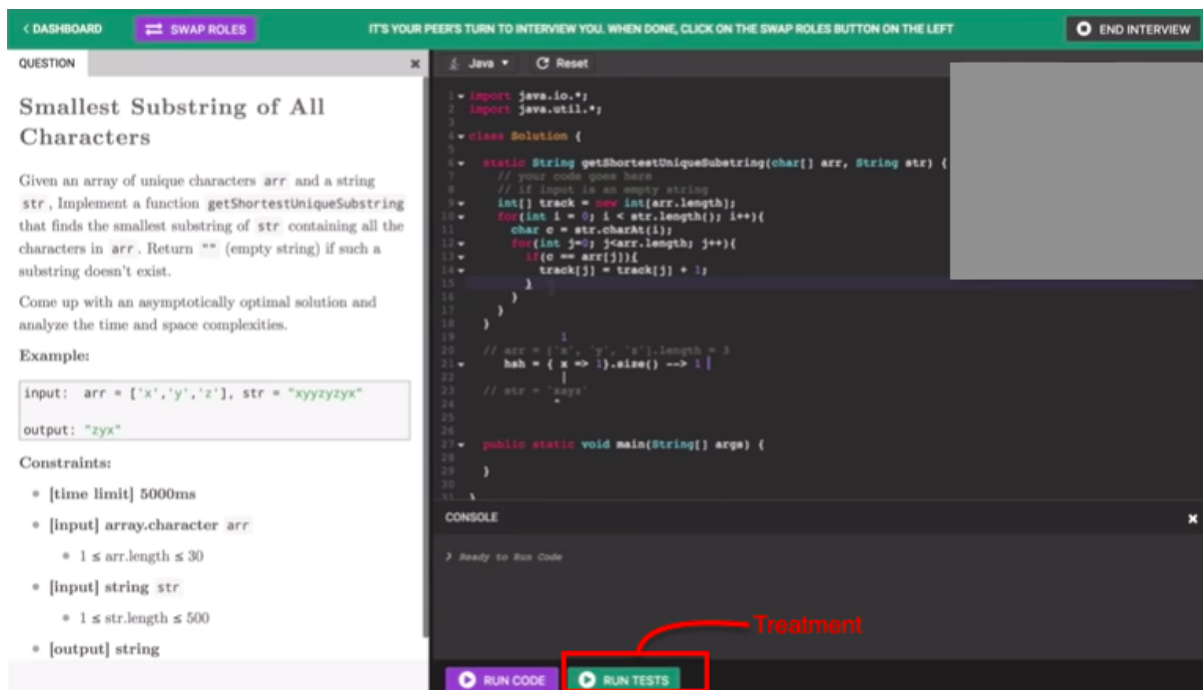 < DASHBOARD
SWAP ROLES
IT'S YOUR PEER'S TURN TO INTERVIEW YOU. WHEN DONE, CLICK ON THE SWAP ROLES BUTTON ON THE LEFT
END INTERVIEW
QUESTION
Smallest Substring of All
Characters
Given an array of unique characters arr and a string
str, Implement a function getShortestUniqueSubstring
that finds the smallest substring of str containing all the
characters in arr. Return "" (empty string) if such a
substring doesn't exist.
Come up with an asymptotically optimal solution and
analyze the time and space complexities.
Example:
input: arr = ['x','y','z'], str = "xyyzyzyx"
output: "zyx"
Constraints:
[time limit] 5000ms
[input] array.character arr
1 ≤ arr.length ≤ 30
[input] string str
1 ≤ str.length ≤ 500
[output] string
Java
Reset
1 import java.io.*;
2 import java.util.*;
3
4 class Solution {
5
6 static String getShortestUniqueSubstring(char[] arr, String str) {
7 // your code goes here
8 // if input is an empty string
9 int[] track = new int[arr.length];
10 for(int i = 0; i < str.length(); i++){
11 char c = str.charAt(i);
12 for(int j=0; j<arr.length; j++){
13 if(c == arr[j]){
14 track[j] = track[j] + 1;
15 }
16 }
17 }
18 }
19 1
20 // arr = ['x', 'y', 'z'].length = 3
21 hsh = { x => 1}.size() --> 1
22 |
23 // str = 'xxyz'
24 ^
25
26
27 public static void main(String[] args) {
28
29 }
30
31 }
CONSOLE
> Ready to Run Code
Treatment
RUN CODE
RUN TESTS